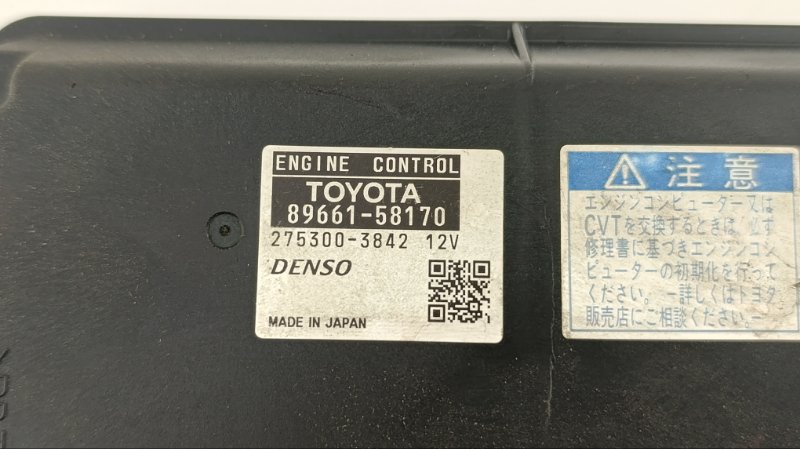 ENGINE CONTROL
TOYOTA
89661-58170
275300-3842 12V
DENSO
MADE IN JAPAN
注意
エンジンコンピューター又は
CVTを交換するときは、必ず
修理書に基づきエンジンコン
ピューターの初期化を行って
ください。 ー詳しくはトヨタ
販売店にご相談ください。ー